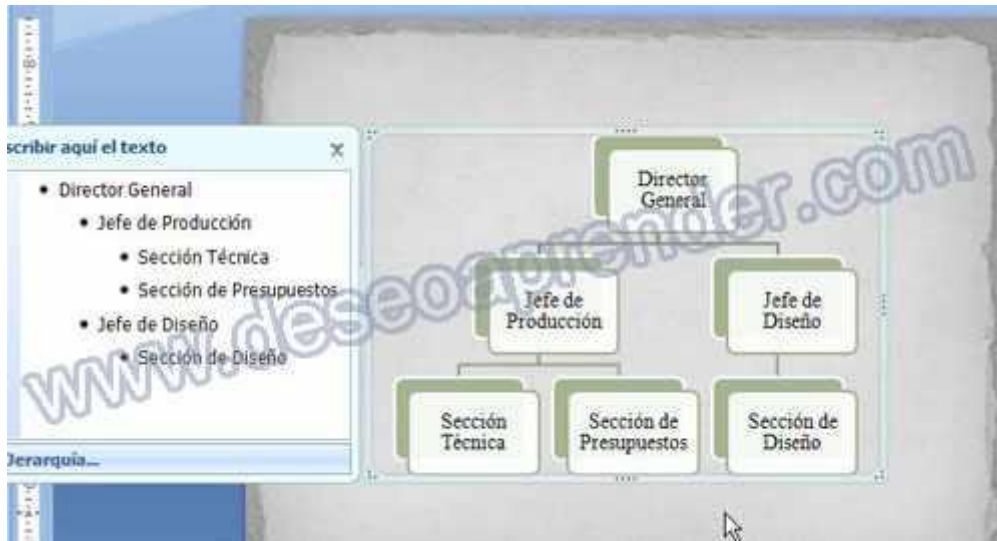 scribir aquí el texto
Director General
Jefe de Producción
Sección Técnica
Sección de Presupuestos
Jefe de Diseño
Sección de Diseño
Jerarquía...
Director
General
Jefe de
Producción
Jefe de
Diseño
Sección
Técnica
Sección de
Presupuestos
Sección de
Diseño
www.deseoaprender.com